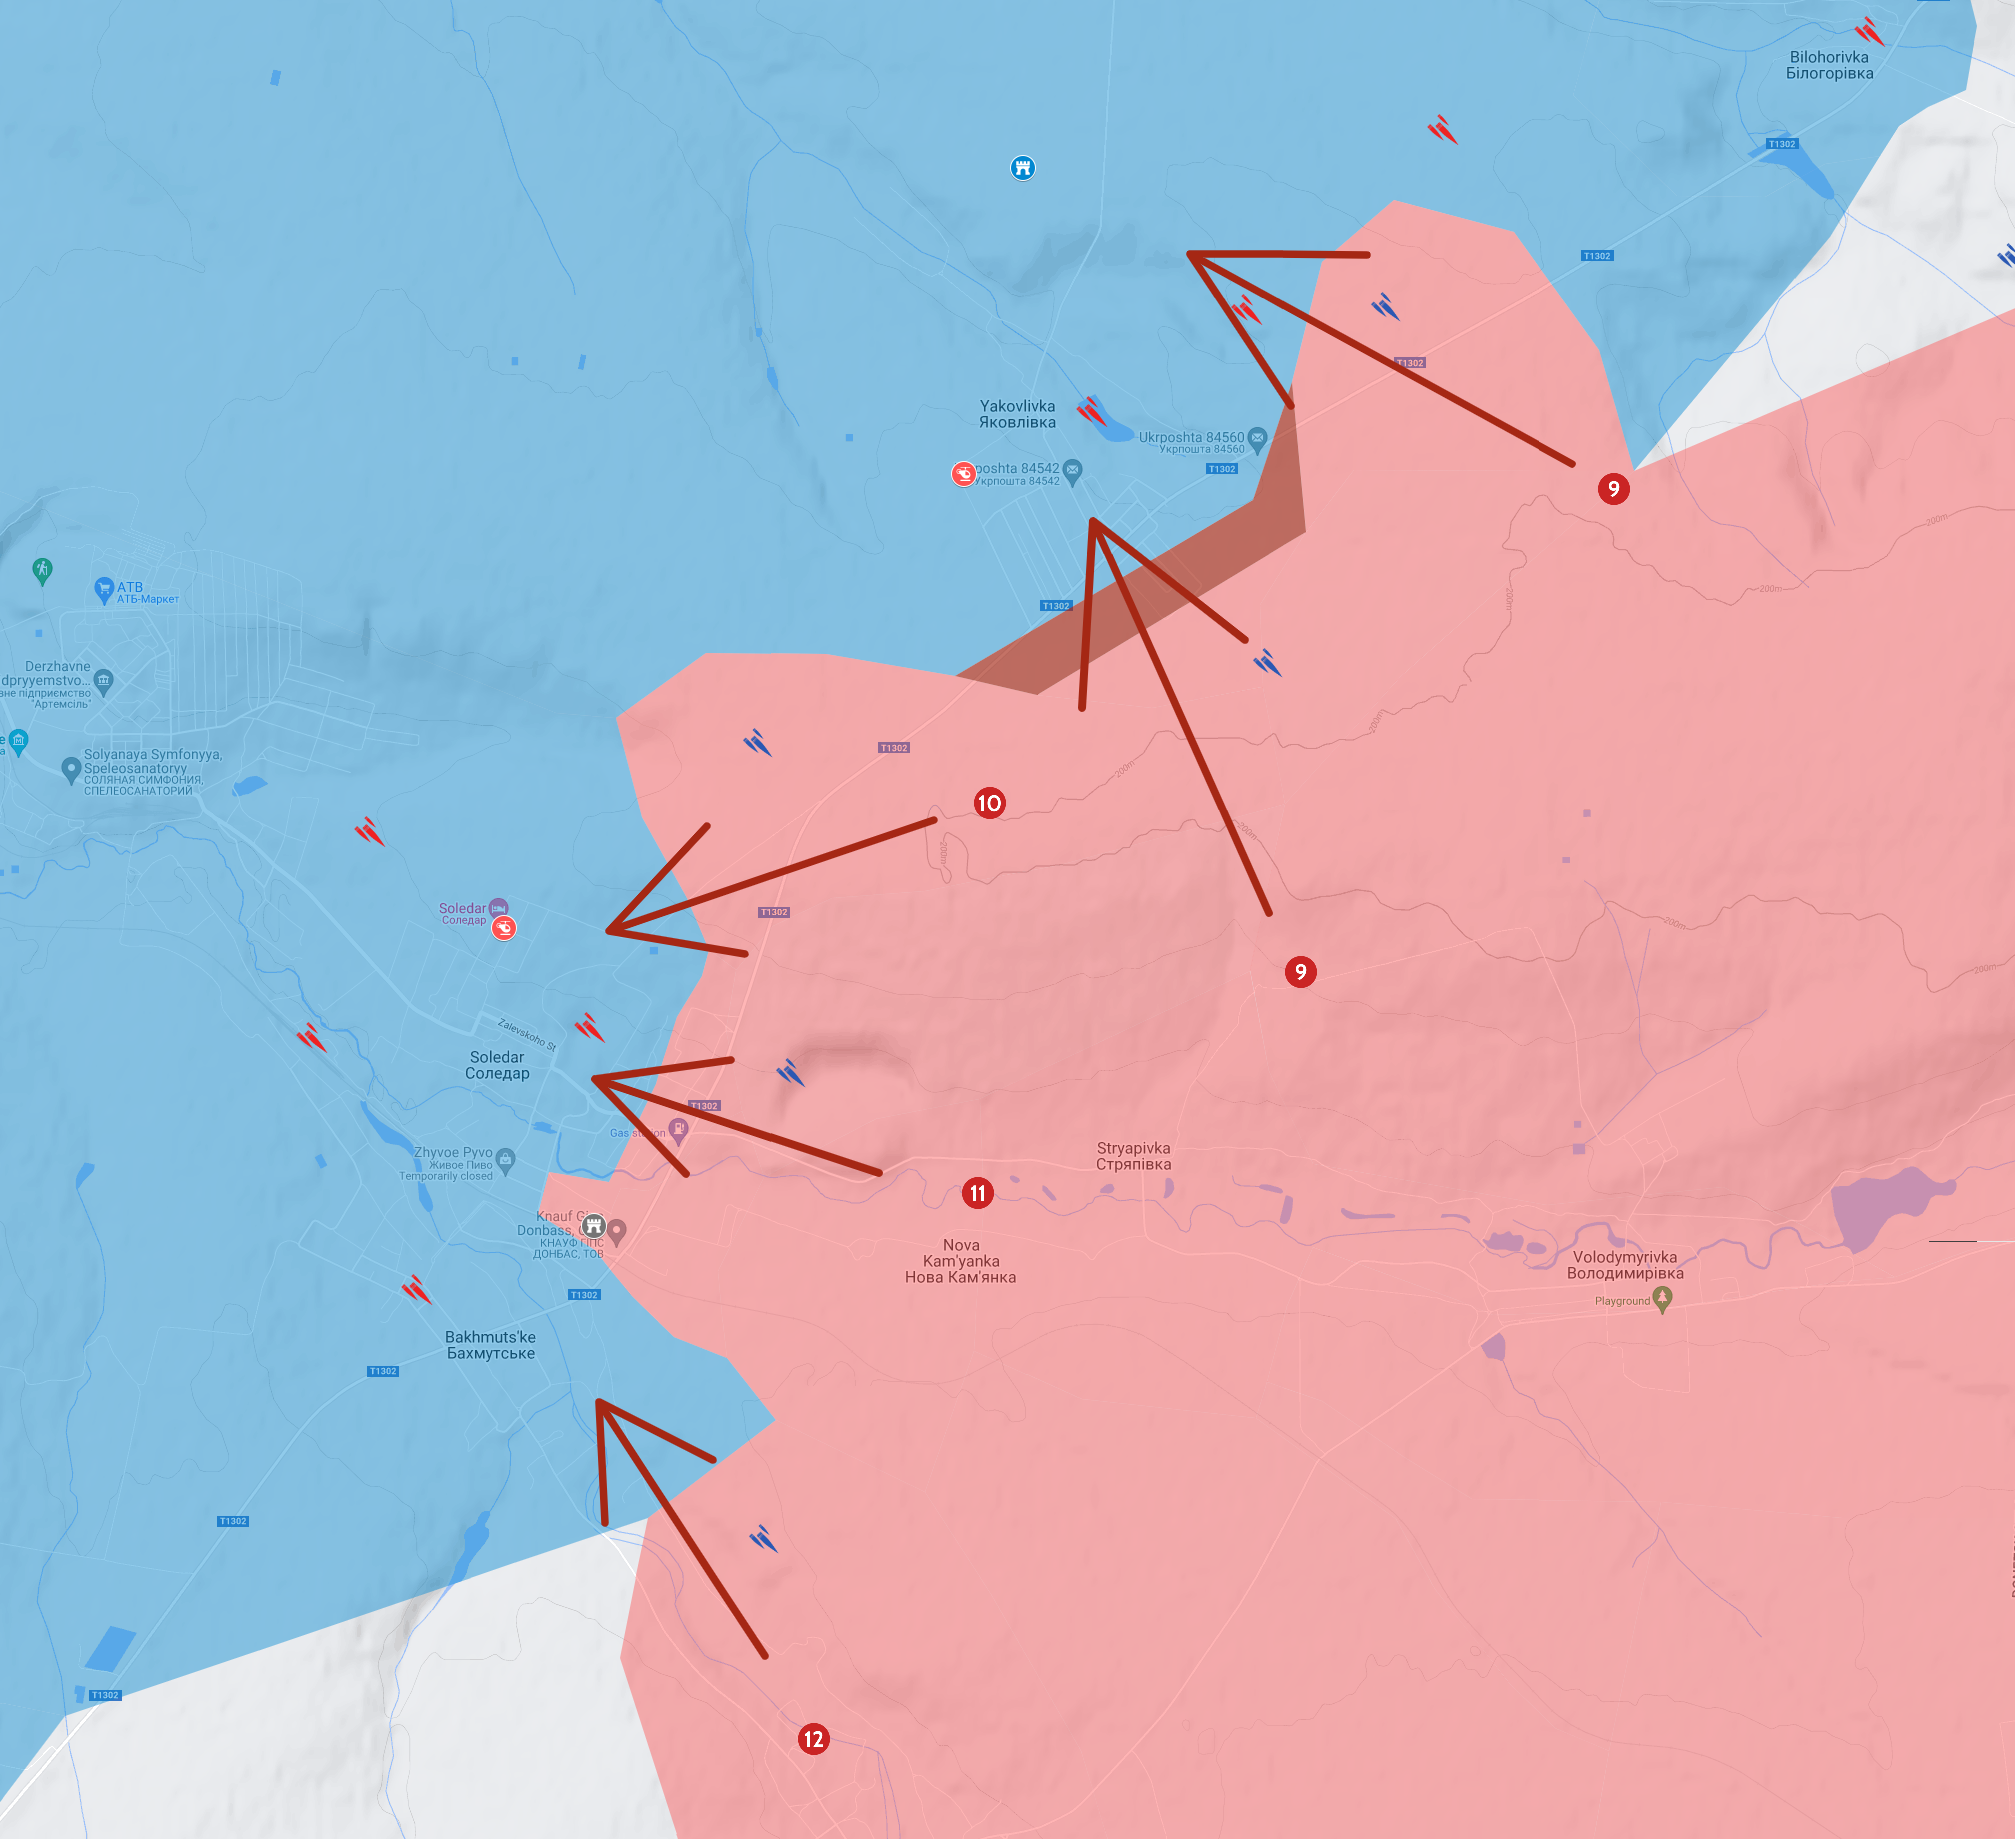 Bilohorivka
Білогорівка
T1302
T1302
T1302
Yakovlivka
Яковлівка
Ukrposhta 84560
Укрпошта 84560
T1302
poshta 84542
Укрпошта 84542
9
200m
200m
200m
T1302
АТВ
АТБ-Маркет
Derzhavne
dpryyemstvo...
вне підприємство
"Артемсіль"
Solyanaya Symfonyya,
Speleosanatoryy
СОЛЯНАЯ СИМФОНИЯ,
СПЕЛЕОСАНАТОРИЙ
T1302
200m
200m
10
200m
200m
Soledar
Соледар
T1302
200m
9
200m
Zalevskoho St
Soledar
Соледар
T1302
Gas station
Zhyvoe Pyvo
Живое Пиво
Temporarily closed
Stryapivka
Стряпівка
11
Knauf Gips
Donbass,
КНАУФ ГІПС
ДОНБАС, ТОВ
Nova
Kam'yanka
Нова Кам'янка
Volodymyrivka
Володимирівка
Playground
T1302
Bakhmuts'ke
Бахмутське
T1302
T1302
T1302
12